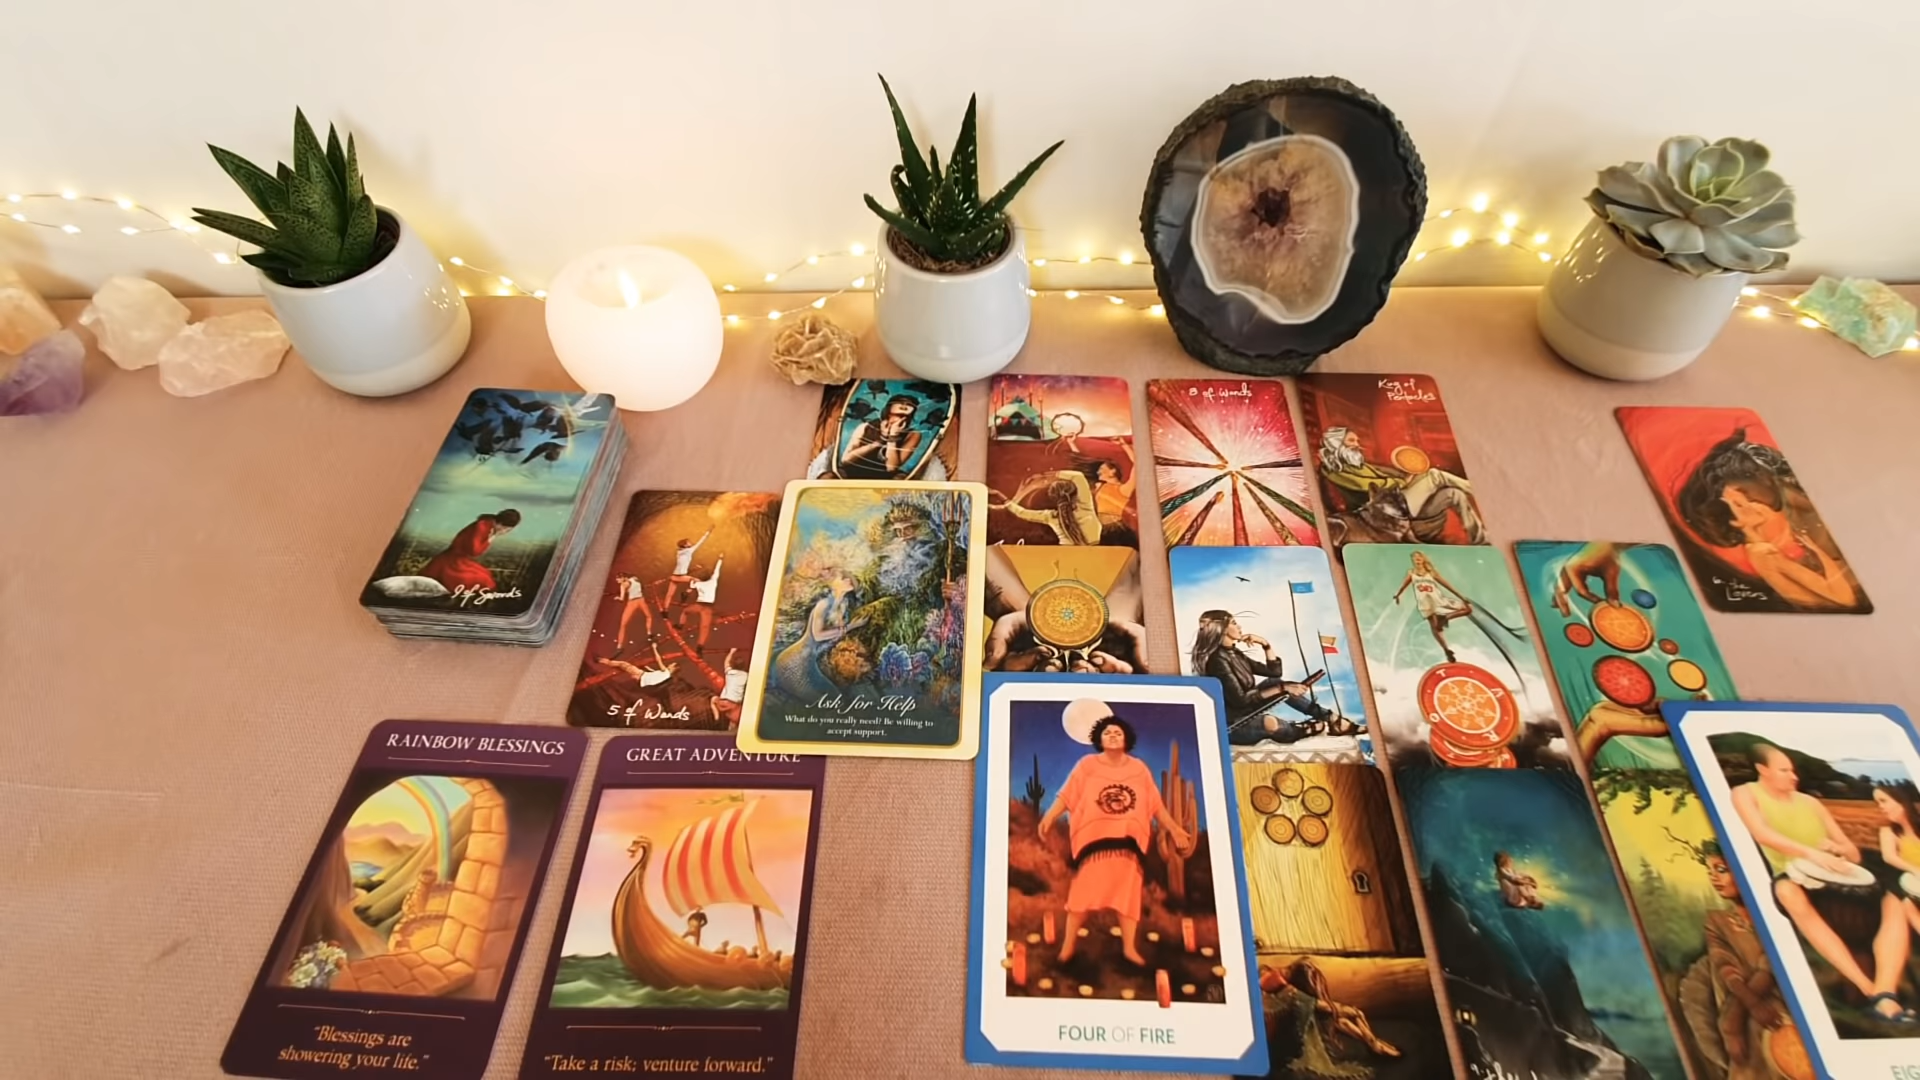 8 of Wands
King of
Pentacles
9 of Swords
the
Lovers
5 of Wands
Ask for Help
What do you really need? Be willing to
accept support.
RAINBOW BLESSINGS
GREAT ADVENTURE
"Blessings are
showering your life."
"Take a risk; venture forward."
FOUR OF FIRE
EIG